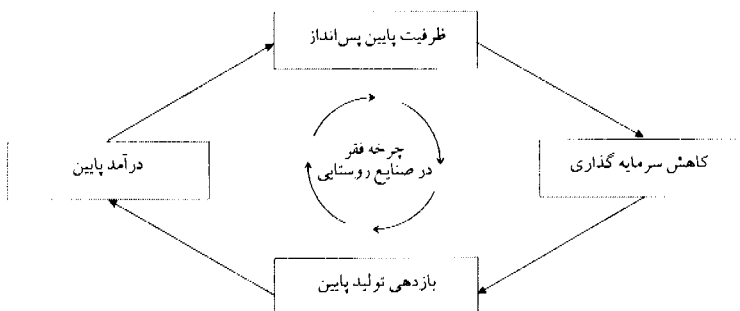 ظرفیت پایین پس‌انداز
درآمد پایین
چرخه فقر
در صنایع روستایی
کاهش سرمایه گذاری
بازدهی تولید پایین